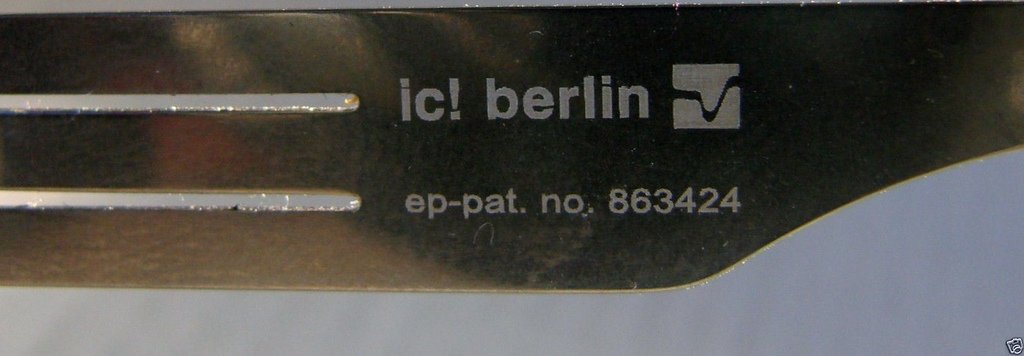 ic! berlin
ep-pat. no. 863424